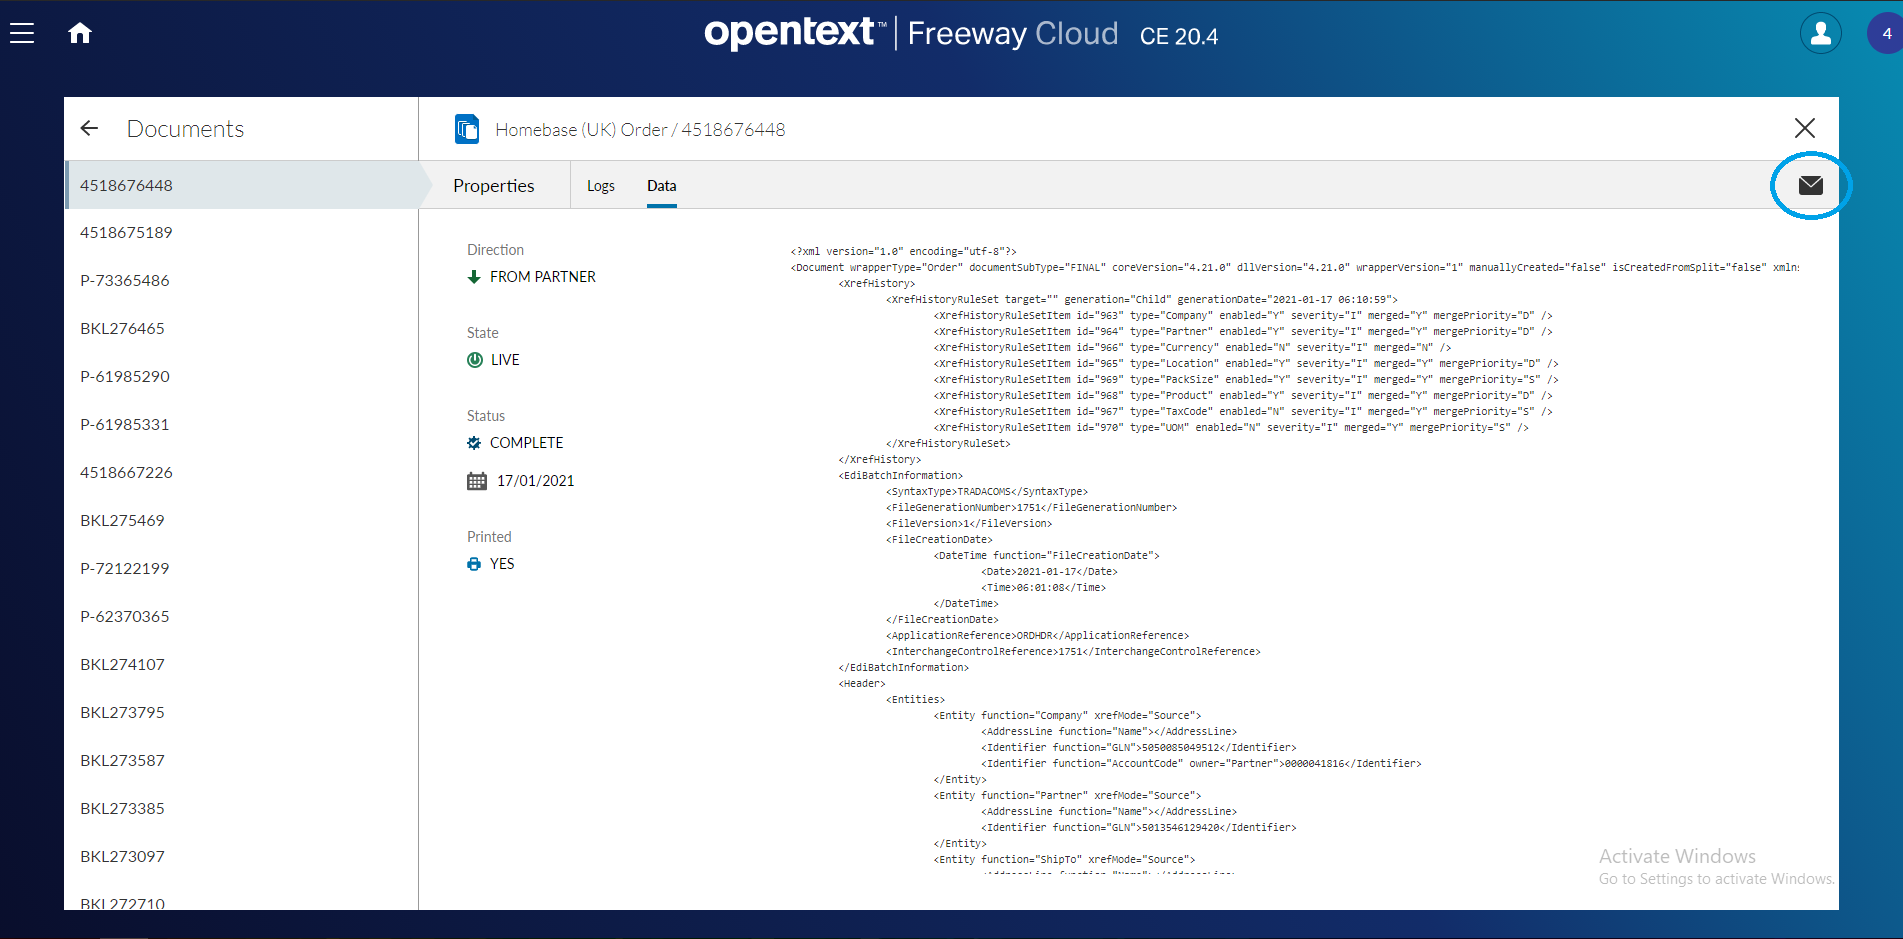 opentext™ | Freeway Cloud CE 20.4
4
Documents
4518676448
4518675189
P-73365486
BKL276465
P-61985290
P-61985331
4518667226
BKL275469
P-72122199
P-62370365
BKL274107
BKL273795
BKL273587
BKL273385
BKL273097
BKL272710
Homebase (UK) Order / 4518676448
Properties
Logs
Data
Direction
FROM PARTNER
State
LIVE
Status
COMPLETE
17/01/2021
Printed
YES
<?xml version="1.0" encoding="utf-8"?>
<Document wrapperType="Order" documentSubType="FINAL" coreVersion="4.21.0" dllVersion="4.21.0" wrapperVersion="1" manuallyCreated="false" isCreatedFromSplit="false" xmlns
<XrefHistory>
<XrefHistoryRuleSet target="" generation="Child" generationDate="2021-01-17 06:10:59">
<XrefHistoryRuleSetItem id="963" type="Company" enabled="Y" severity="I" merged="Y" mergePriority="D" />
<XrefHistoryRuleSetItem id="964" type="Partner" enabled="Y" severity="I" merged="Y" mergePriority="D" />
<XrefHistoryRuleSetItem id="966" type="Currency" enabled="N" severity="I" merged="N" />
<XrefHistoryRuleSetItem id="965" type="Location" enabled="Y" severity="I" merged="Y" mergePriority="D" />
<XrefHistoryRuleSetItem id="969" type="PackSize" enabled="Y" severity="I" merged="Y" mergePriority="S" />
<XrefHistoryRuleSetItem id="968" type="Product" enabled="Y" severity="I" merged="Y" mergePriority="D" />
<XrefHistoryRuleSetItem id="967" type="TaxCode" enabled="N" severity="I" merged="Y" mergePriority="S" />
<XrefHistoryRuleSetItem id="970" type="UOM" enabled="N" severity="I" merged="Y" mergePriority="S" />
</XrefHistoryRuleSet>
</XrefHistory>
<EdiBatchInformation>
<SyntaxType>TRADACOMS</SyntaxType>
<FileGenerationNumber>1751</FileGenerationNumber>
<FileVersion>1</FileVersion>
<FileCreationDate>
<DateTime function="FileCreationDate">
<Date>2021-01-17</Date>
<Time>06:01:08</Time>
</DateTime>
</FileCreationDate>
<ApplicationReference>ORDHDR</ApplicationReference>
<InterchangeControlReference>1751</InterchangeControlReference>
</EdiBatchInformation>
<Header>
<Entities>
<Entity function="Company" xrefMode="Source">
<AddressLine function="Name"></AddressLine>
<Identifier function="GLN">5050085049512</Identifier>
<Identifier function="AccountCode" owner="Partner">0000041816</Identifier>
</Entity>
<Entity function="Partner" xrefMode="Source">
<AddressLine function="Name"></AddressLine>
<Identifier function="GLN">5013546129420</Identifier>
</Entity>
<Entity function="ShipTo" xrefMode="Source">
<AddressLine function="Name"></AddressLine>
Activate Windows
Go to Settings to activate Windows.